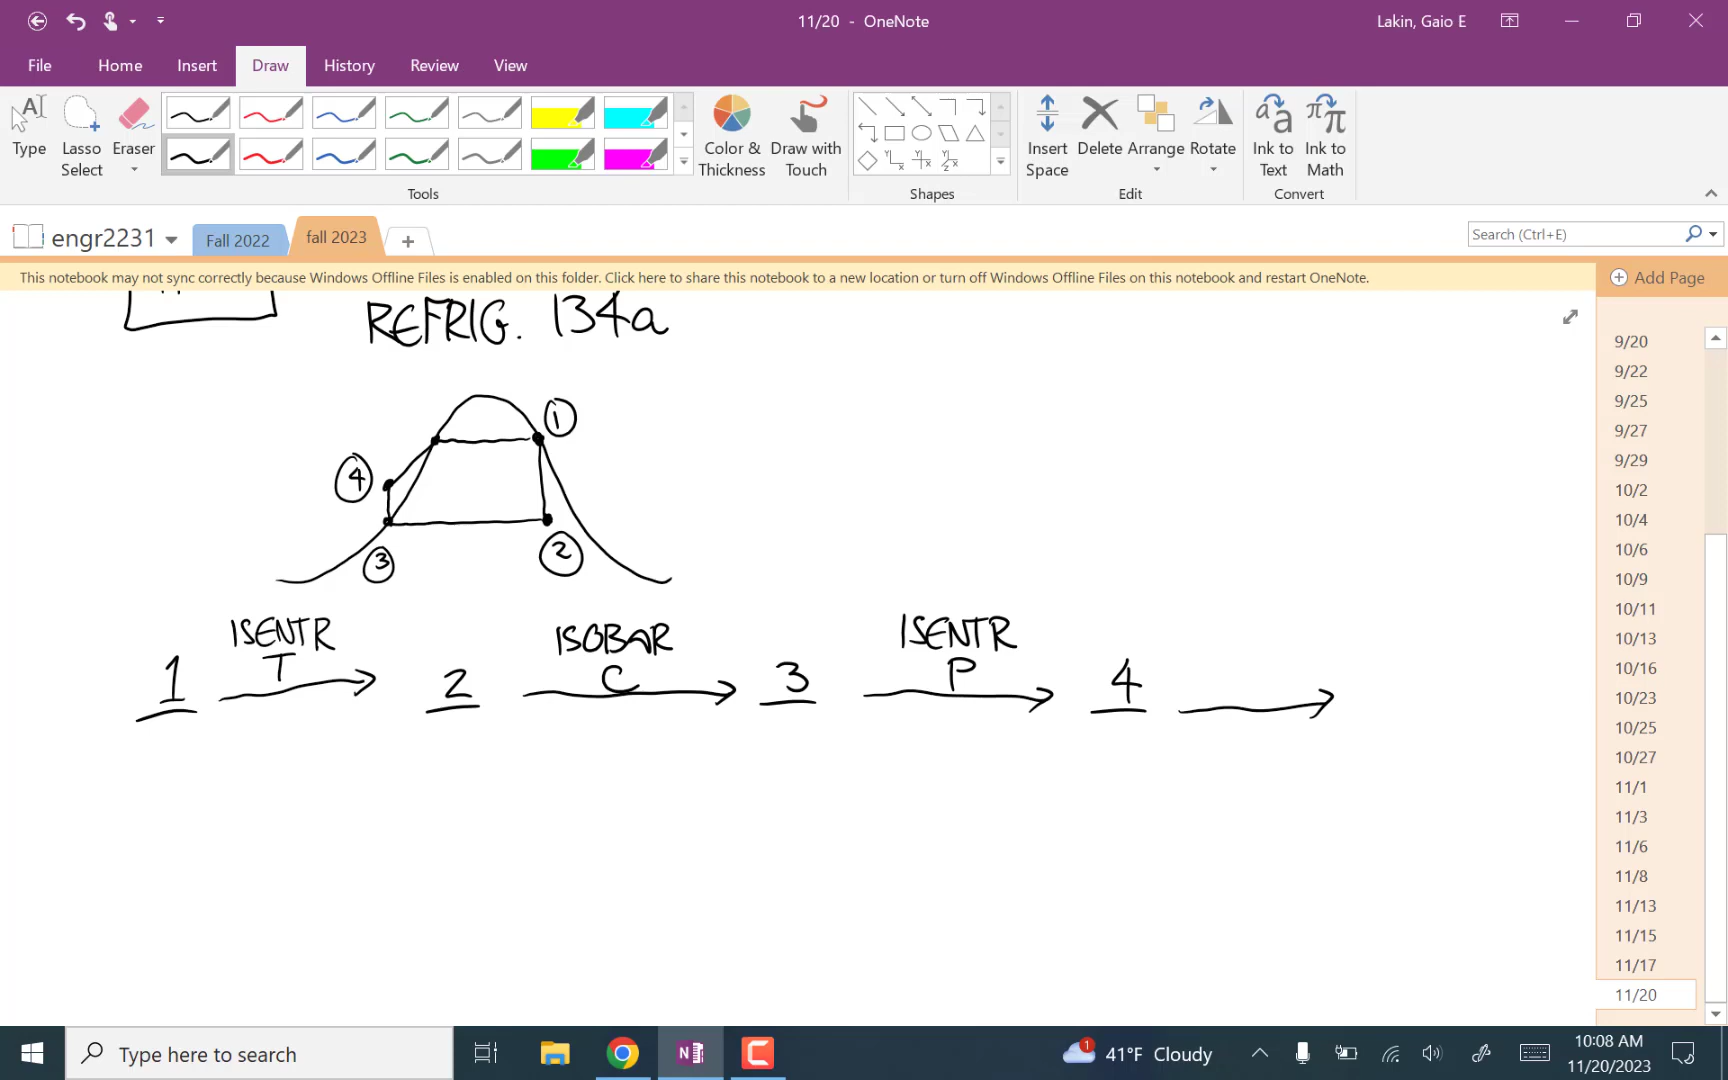 11/20 - OneNote
Lakin, Gaio E
File Home Insert Draw History Review View
Type
Lasso Select
Eraser
Color & Thickness
Draw with Touch
Insert Space
Delete
Arrange
Rotate
Ink to Text
Ink to Math
Tools
Shapes
Edit
Convert
engr2231
Fall 2022
fall 2023
Search (Ctrl+E)
This notebook may not sync correctly because Windows Offline Files is enabled on this folder. Click here to share this notebook to a new location or turn off Windows Offline Files on this notebook and restart OneNote.
Add Page
REFRIG. 134a
1
4
3
2
ISENTR ISOBAR ISENTR
1 T 2 C 3 P 4
9/20
9/22
9/25
9/27
9/29
10/2
10/4
10/6
10/9
10/11
10/13
10/16
10/23
10/25
10/27
11/1
11/3
11/6
11/8
11/13
11/15
11/17
11/20
Type here to search
1
41°F Cloudy
10:08 AM
11/20/2023